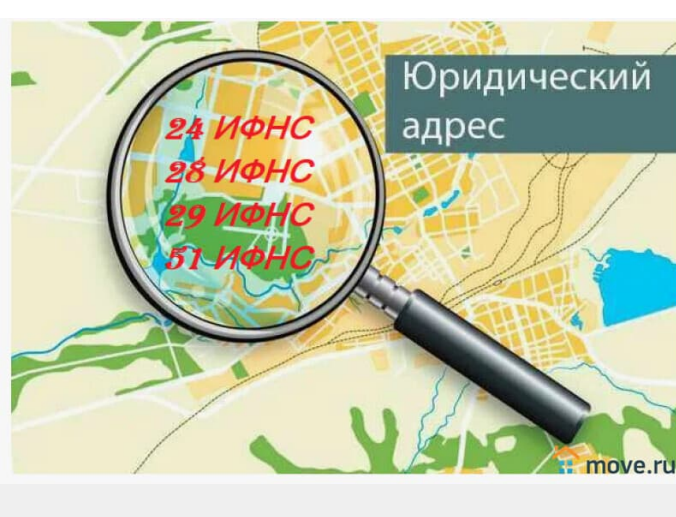 Юридический
адрес
24 ИФНС
28 ИФНС
29 ИФНС
51 ИФНС
move.ru